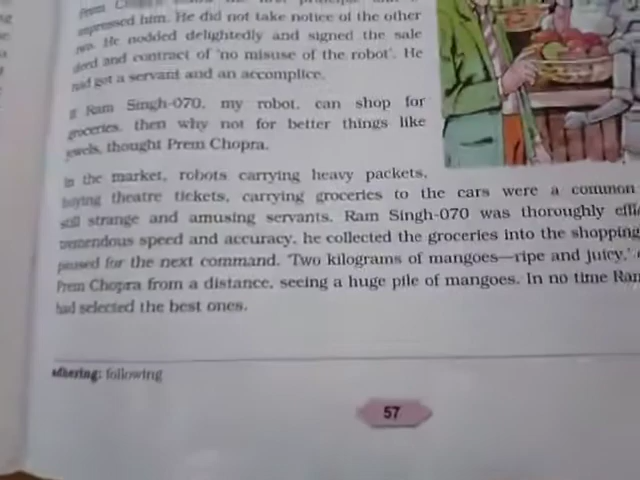 impressed him. He did not take notice of the other
two. He nodded delightedly and signed the sale
deed and contract of 'no misuse of the robot'. He
had got a servant and an accomplice.
If Ram Singh-070, my robot, can shop for
groceries, then why not for better things like
jewels, thought Prem Chopra.
In the market, robots carrying heavy packets,
buying theatre tickets, carrying groceries to the cars were a common
still strange and amusing servants. Ram Singh-070 was thoroughly
tremendous speed and accuracy, he collected the groceries into the shopping
paused for the next command. 'Two kilograms of mangoes—ripe and juicy,'
Prem Chopra from a distance, seeing a huge pile of mangoes. In no time Ram
had selected the best ones.
adhering: following
57